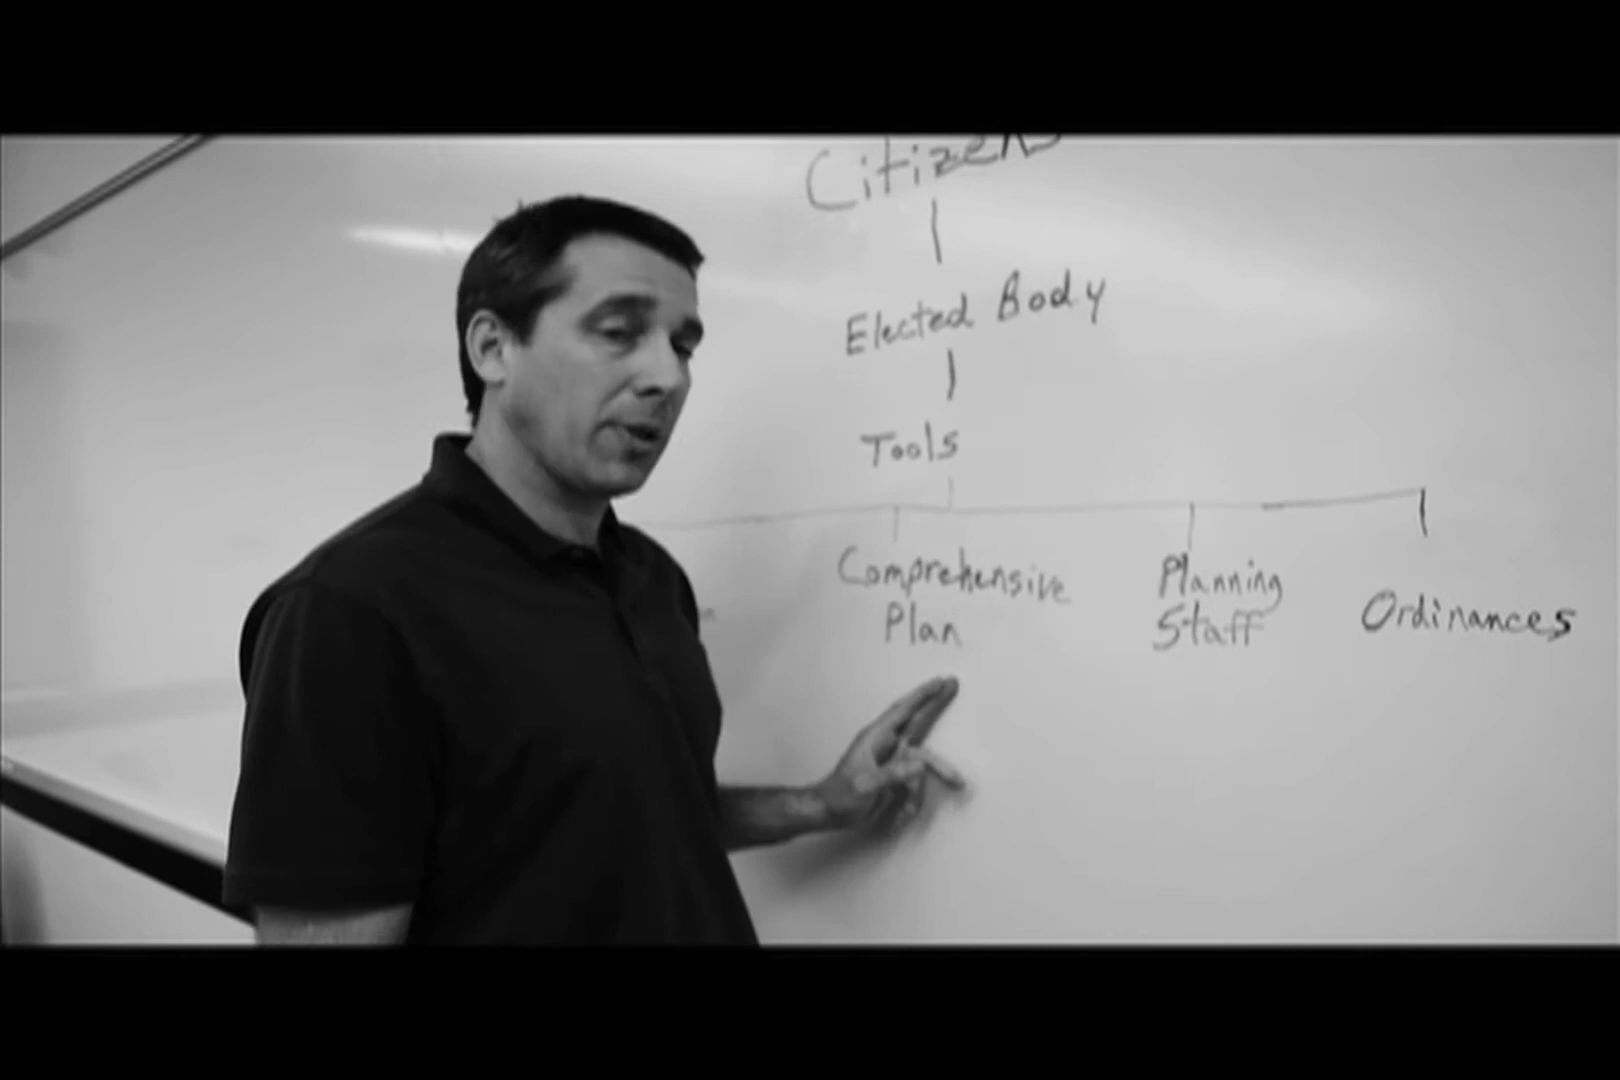 Citizens
Elected Body
Tools
Comprehensive
Plan
Planning
Staff
Ordinances